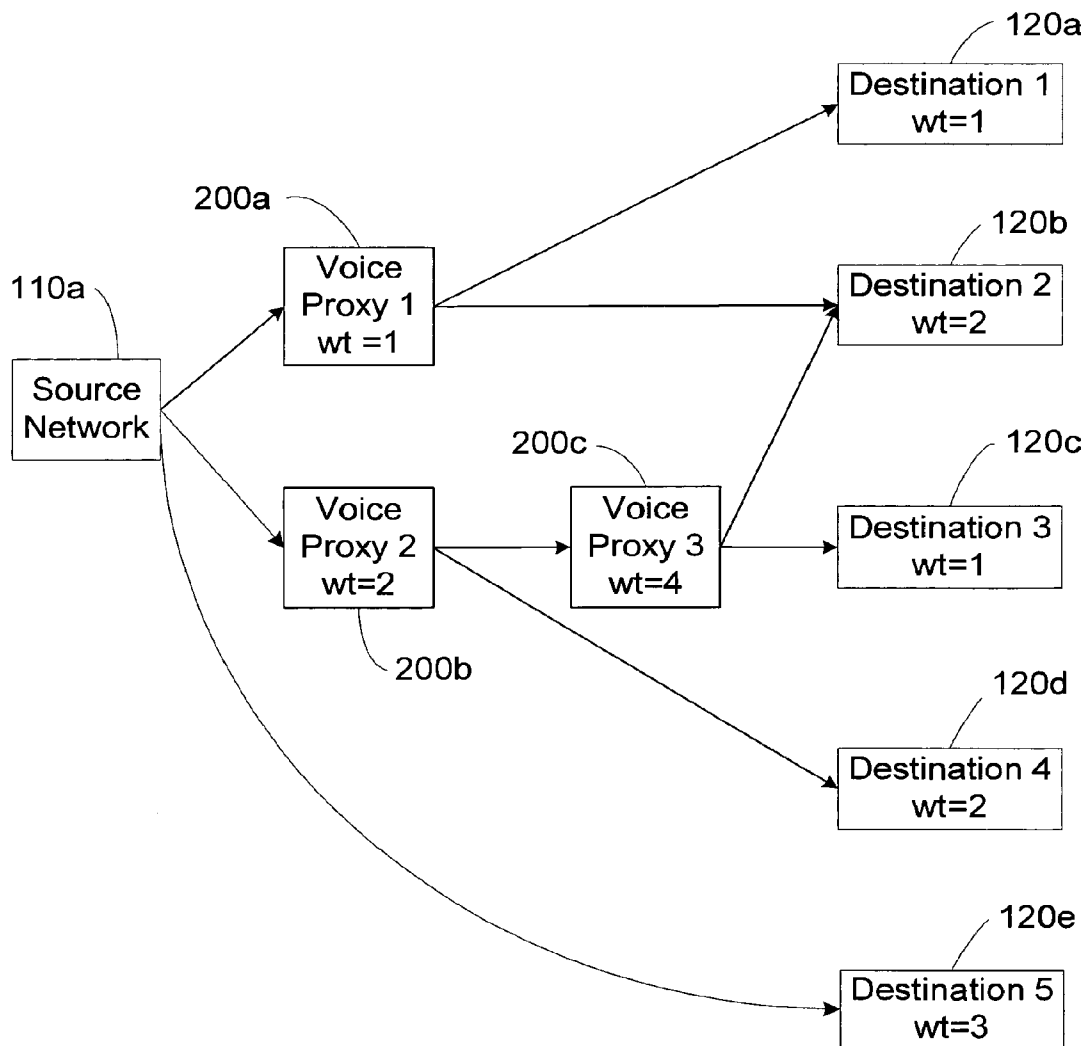 120a
Destination 1
wt=1
200a
120b
Voice
Proxy 1
wt =1
Destination 2
wt=2
110a
Source
Network
200c
120c
Voice
Proxy 2
wt=2
Voice
Proxy 3
wt=4
Destination 3
wt=1
200b
120d
Destination 4
wt=2
120e
Destination 5
wt=3